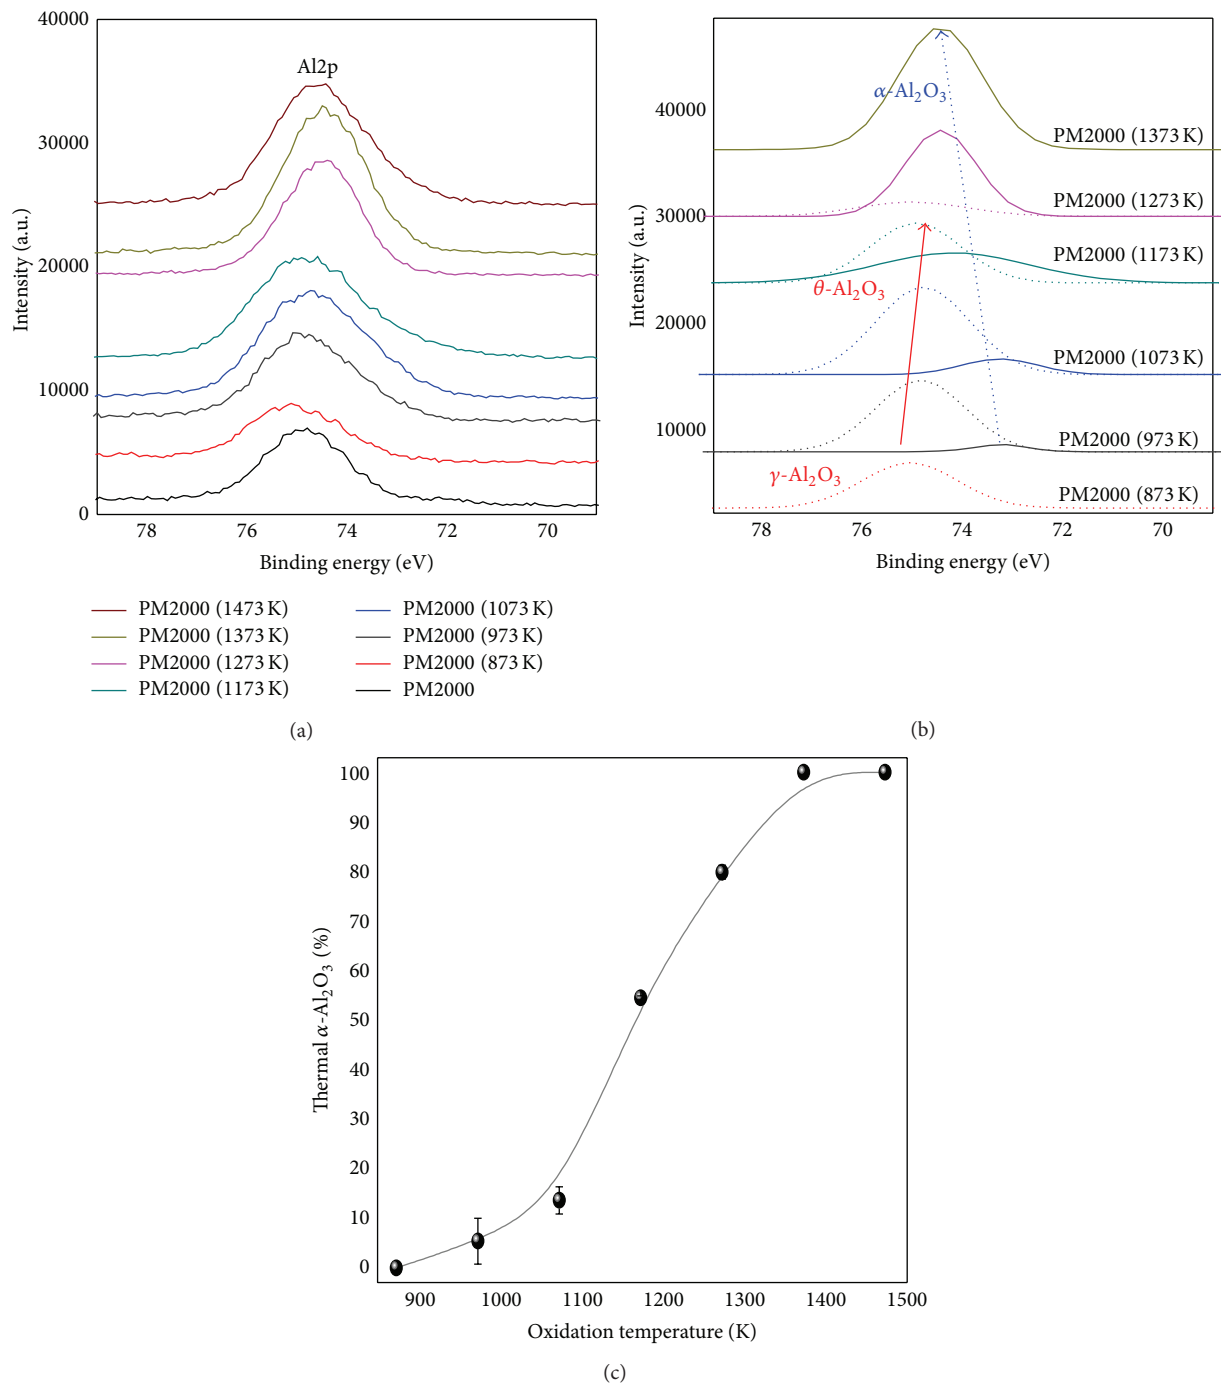 40000
30000
20000
10000
0
Intensity (a.u.)
Al2p
78 76 74 72 70
Binding energy (eV)
PM2000 (1473 K)
PM2000 (1373 K)
PM2000 (1273 K)
PM2000 (1173 K)
PM2000 (1073 K)
PM2000 (973 K)
PM2000 (873 K)
PM2000
(a)
40000
30000
20000
10000
Intensity (a.u.)
α-Al₂O₃
PM2000 (1373 K)
PM2000 (1273 K)
PM2000 (1173 K)
θ-Al₂O₃
PM2000 (1073 K)
PM2000 (973 K)
γ-Al₂O₃
PM2000 (873 K)
78 76 74 72 70
Binding energy (eV)
(b)
100
90
80
70
60
50
40
30
20
10
0
Thermal α-Al₂O₃ (%)
900 1000 1100 1200 1300 1400 1500
Oxidation temperature (K)
(c)